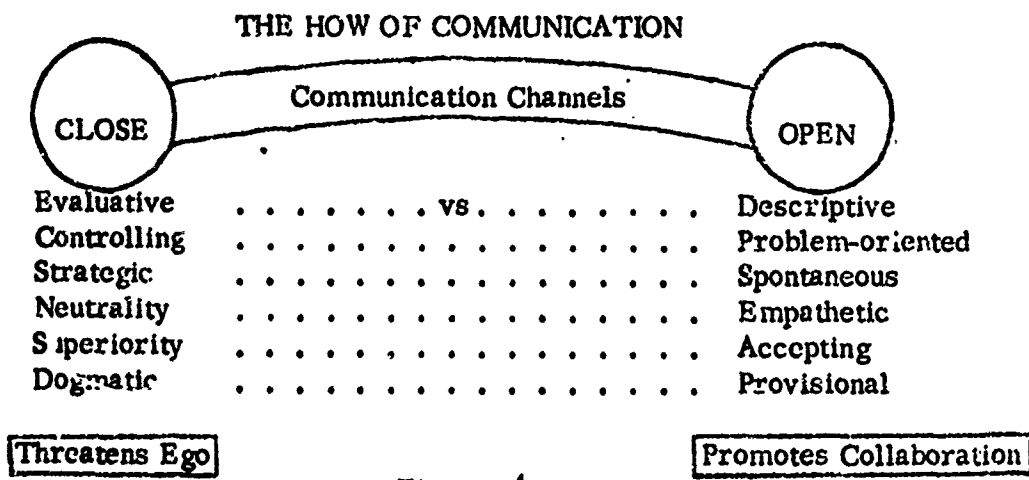 THE HOW OF COMMUNICATION
Communication Channels
CLOSE OPEN
Evaluative . . . . . . . vs . . . . . . . . Descriptive
Controlling . . . . . . . . . . . . . . . . Problem-oriented
Strategic . . . . . . . . . . . . . . . . Spontaneous
Neutrality . . . . . . . . . . . . . . . . Empathetic
Superiority . . . . . . . . . . . . . . . . Accepting
Dogmatic . . . . . . . . . . . . . . . . Provisional
Threatens Ego Promotes Collaboration